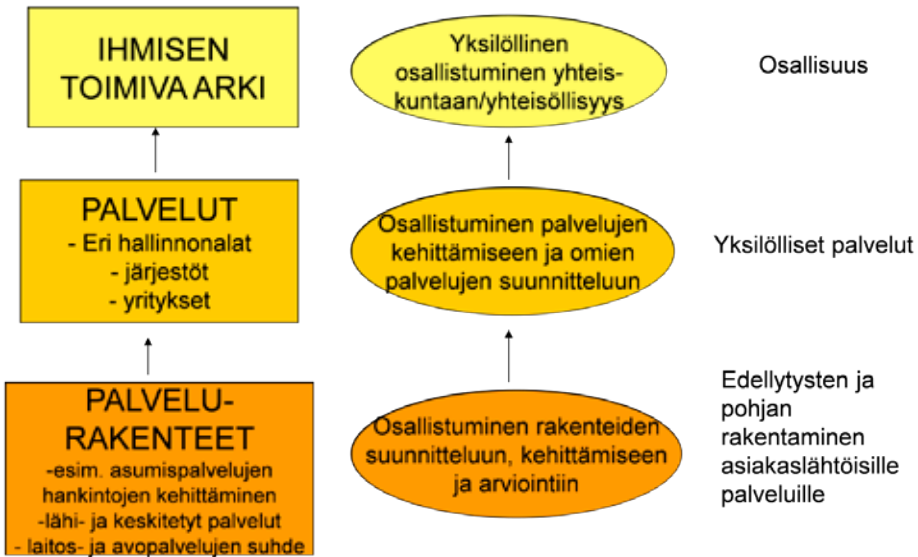 IHMISEN
TOIMIVA ARKI
Yksilöllinen
osallistuminen yhteis-
kuntaan/yhteisöllisyys
Osallisuus
PALVELUT
- Eri hallinnonalat
- järjestöt
- yritykset
Osallistuminen palvelujen
kehittämiseen ja omien
palvelujen suunnitteluun
Yksilölliset palvelut
PALVELU-
RAKENTEET
-esim. asumispalvelujen
hankintojen kehittäminen
-lähi- ja keskitetyt palvelut
- laitos- ja avopalvelujen suhde
Osallistuminen rakenteiden
suunnitteluun, kehittämiseen
ja arviointiin
Edellytysten ja
pohjan
rakentaminen
asiakaslähtöisille
palveluille